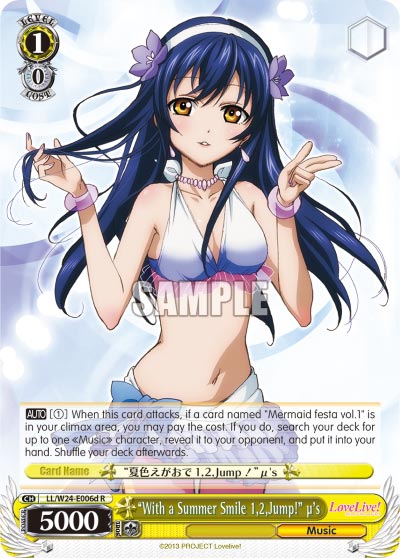 LEVEL
1
0
COST
SAMPLE
AUTO [①] When this card attacks, if a card named "Mermaid festa vol.1" is
in your climax area, you may pay the cost. If you do, search your deck
for up to one «Music» character, reveal it to your opponent, and put it into your
hand. Shuffle your deck afterwards.
Card Name
"夏色えがおで 1,2,Jump！" μ's
CH LL/W24-E006d R
"With a Summer Smile 1,2,Jump!" μ's
LoveLive!
POWER 5000
Music
©2013 PROJECT Lovelive!